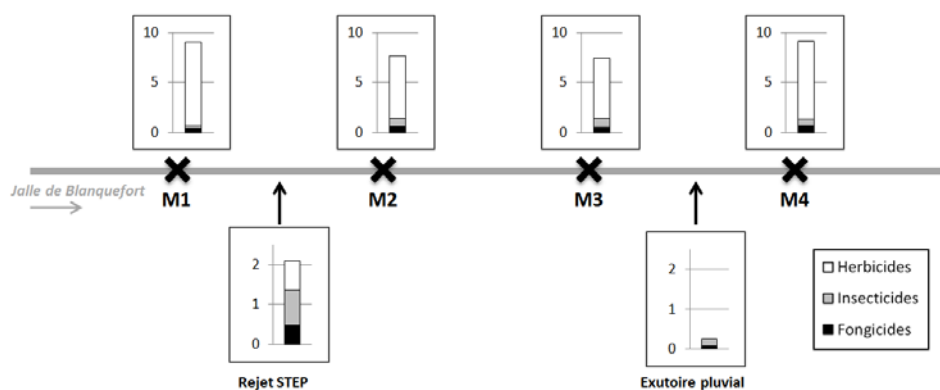 10
5
0
10
5
0
10
5
0
10
5
0
Jalle de Blanquefort
M1
M2
M3
M4
2
1
0
2
1
0
Herbicides
Insecticides
Fongicides
Rejet STEP
Exutoire pluvial